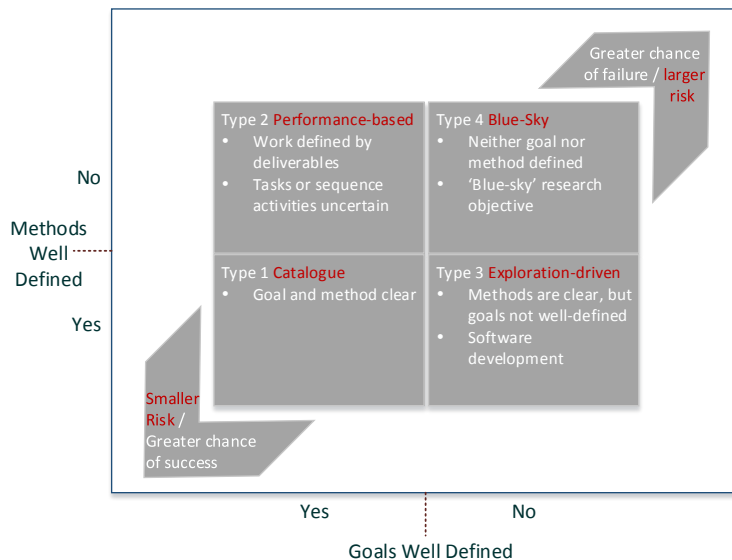 Greater chance
of failure / larger
risk
Type 2 Performance-based
• Work defined by
deliverables
• Tasks or sequence
activities uncertain
Type 4 Blue-Sky
• Neither goal nor
method defined
• ‘Blue-sky’ research
objective
No
Methods
Well
Defined
Yes
Type 1 Catalogue
• Goal and method clear
Type 3 Exploration-driven
• Methods are clear, but
goals not well-defined
• Software
development
Smaller
Risk /
Greater chance
of success
Yes
No
Goals Well Defined